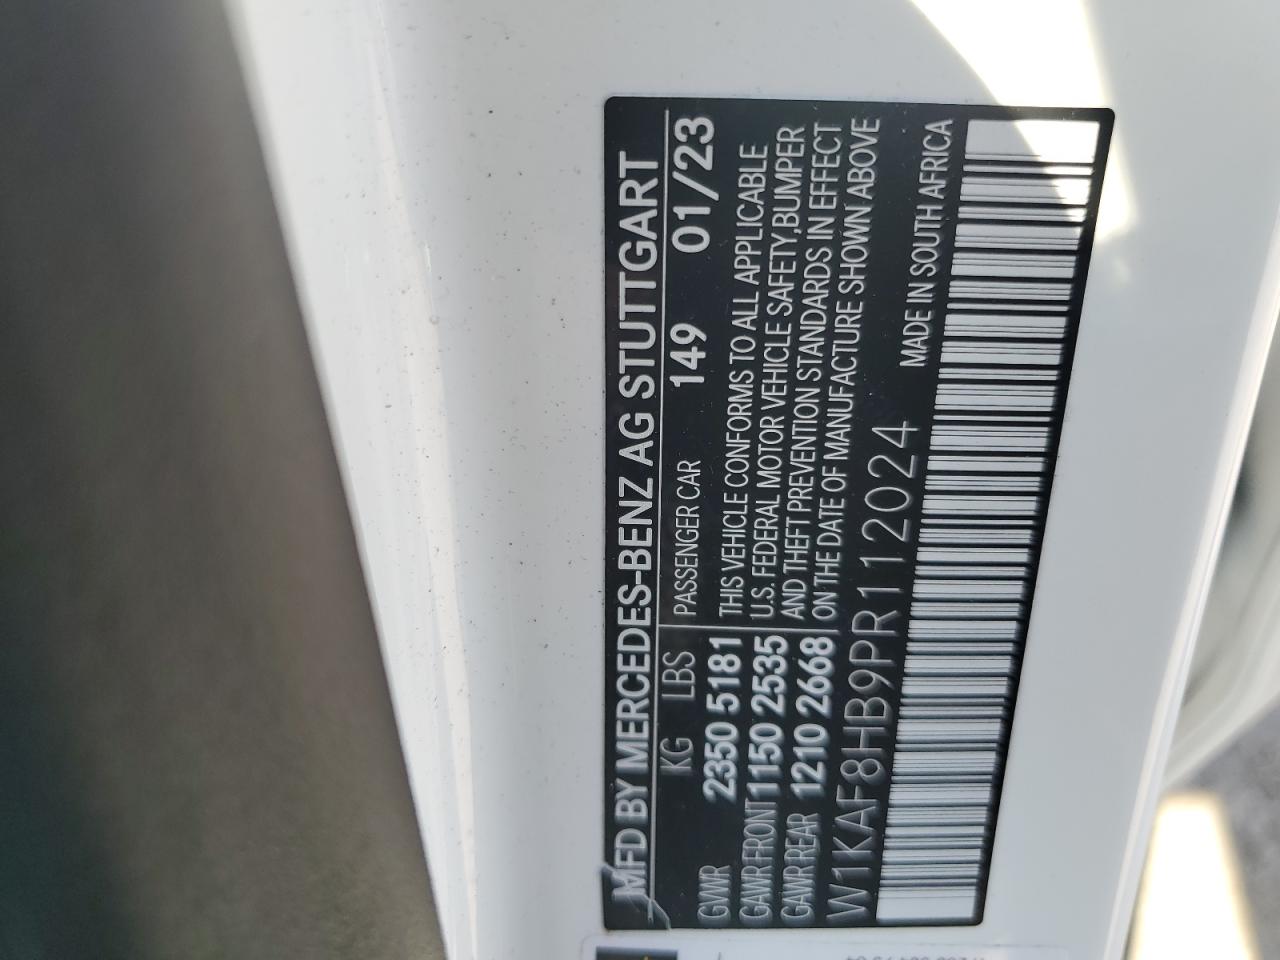 MFD BY MERCEDES-BENZ AG STUTTGART
KG LBS PASSENGER CAR 149 01/23
GVWR 2350 5181 THIS VEHICLE CONFORMS TO ALL APPLICABLE
GAWR FRONT 1150 2535 U.S. FEDERAL MOTOR VEHICLE SAFETY,BUMPER
GAWR REAR 1210 2668 AND THEFT PREVENTION STANDARDS IN EFFECT
ON THE DATE OF MANUFACTURE SHOWN ABOVE
W1KAF8HB9PR112024
MADE IN SOUTH AFRICA